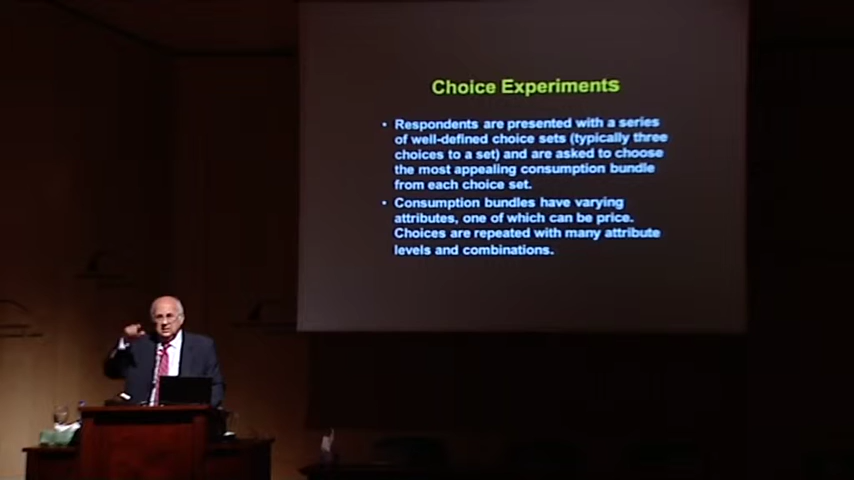 Choice Experiments
• Respondents are presented with a series
of well-defined choice sets (typically three
choices to a set) and are asked to choose
the most appealing consumption bundle
from each choice set.
• Consumption bundles have varying
attributes, one of which can be price.
Choices are repeated with many attribute
levels and combinations.